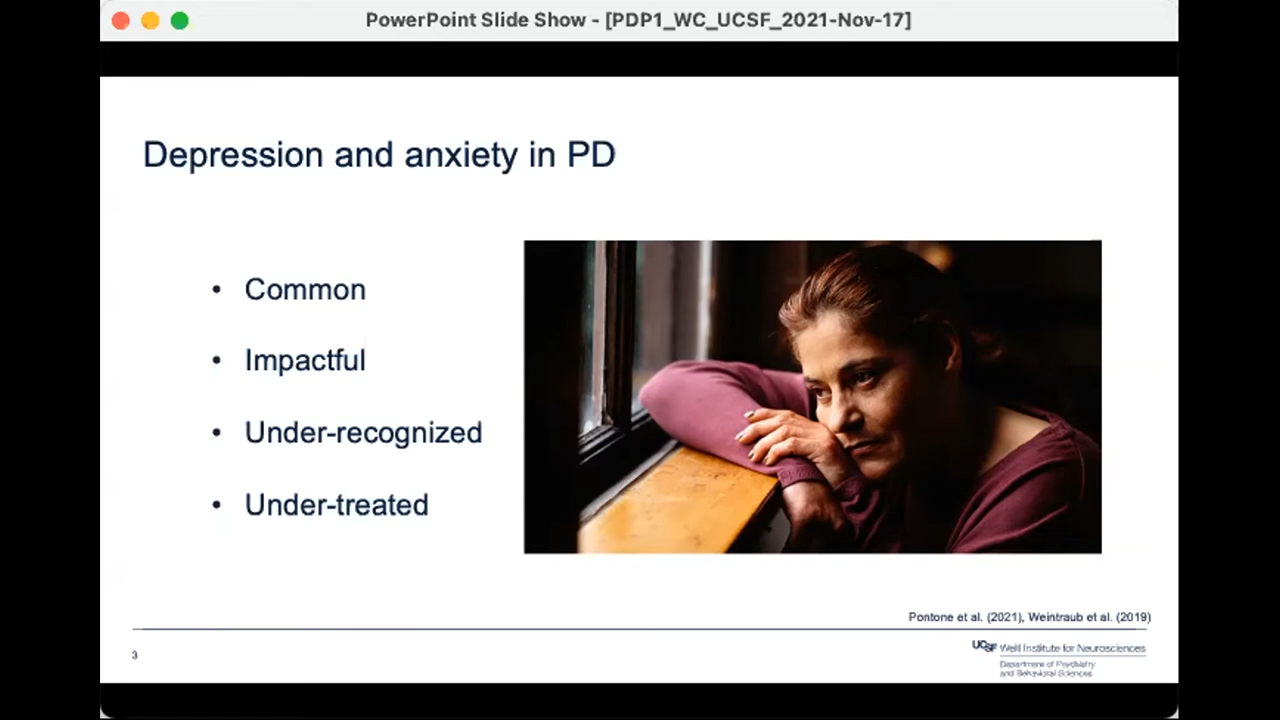 PowerPoint Slide Show - [PDP1_WC_UCSF_2021-Nov-17]
Depression and anxiety in PD
• Common
• Impactful
• Under-recognized
• Under-treated
Pontone et al. (2021), Weintraub et al. (2019)
3
UCSF Weill Institute for Neurosciences
Department of Psychiatry
and Behavioral Sciences